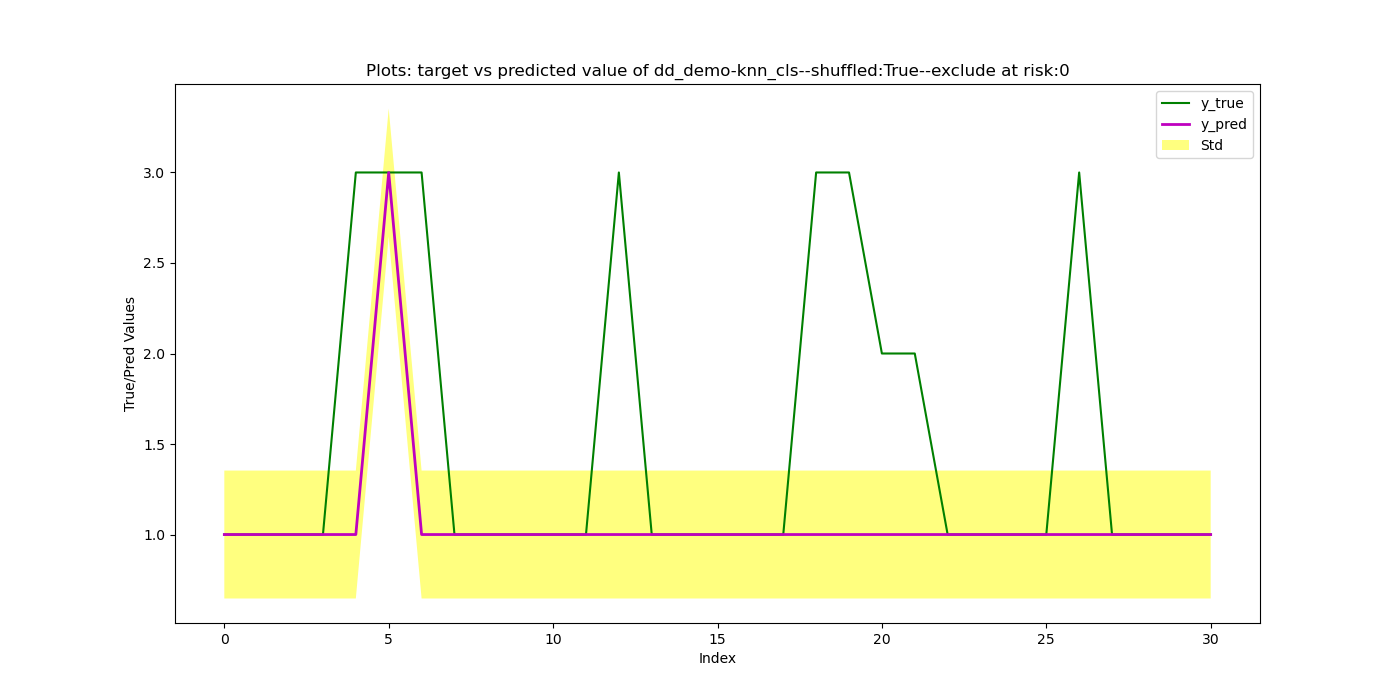 Plots: target vs predicted value of dd_demo-knn_cls--shuffled:True--exclude at risk:0
y_true
y_pred
Std
3.0
2.5
2.0
1.5
1.0
True/Pred Values
0 5 10 15 20 25 30
Index